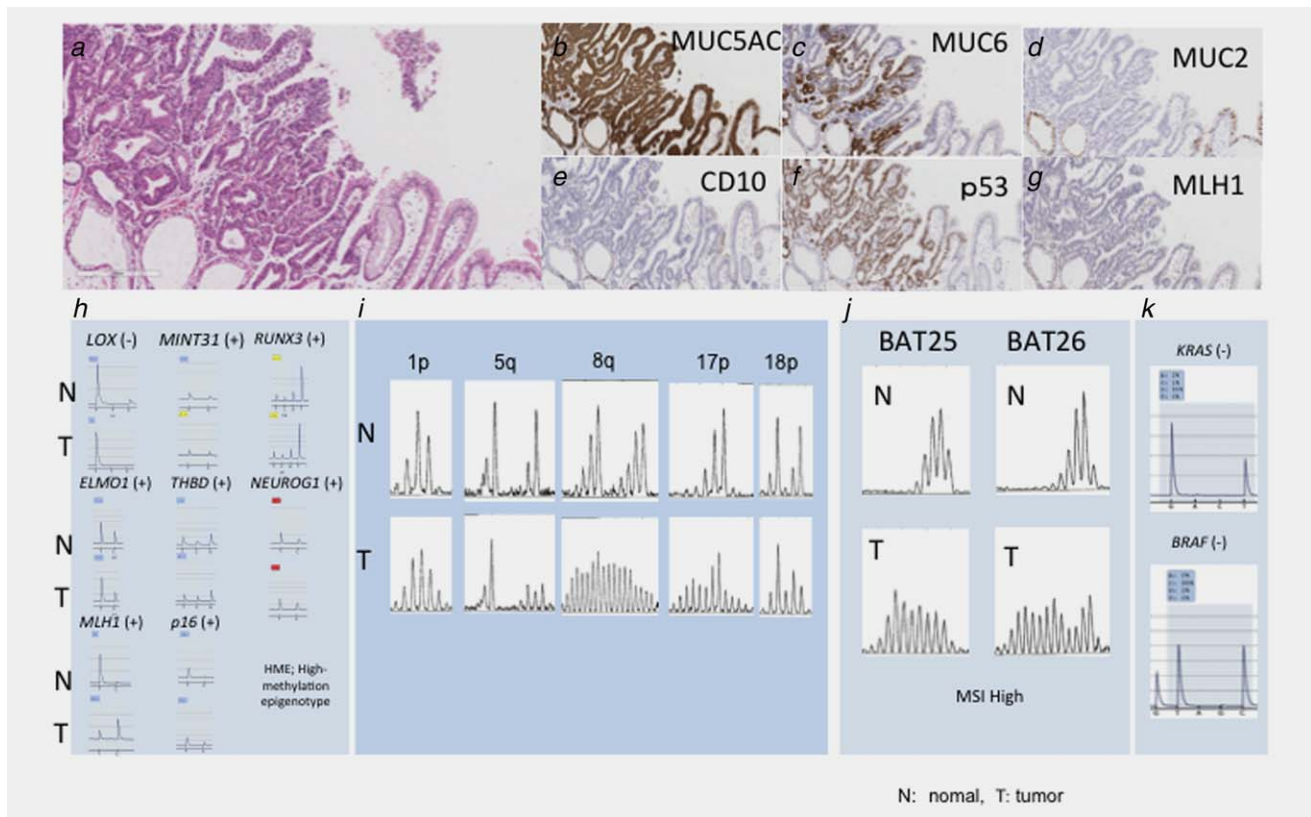 a
b MUC5AC
c MUC6
d MUC2
e CD10
f p53
g MLH1
h
i
j
k
LOX (-) MINT31 (+) RUNX3 (+)
N
T
ELMO1 (+) THBD (+) NEUROG1 (+)
N
T
MLH1 (+) p16 (+)
N
T
HME; High-
methylation
epigenotype
1p 5q 8q 17p 18p
N
T
BAT25 BAT26
N N
T T
MSI High
KRAS (-)
G A C T
BRAF (-)
G T A G C
N: nomal, T: tumor